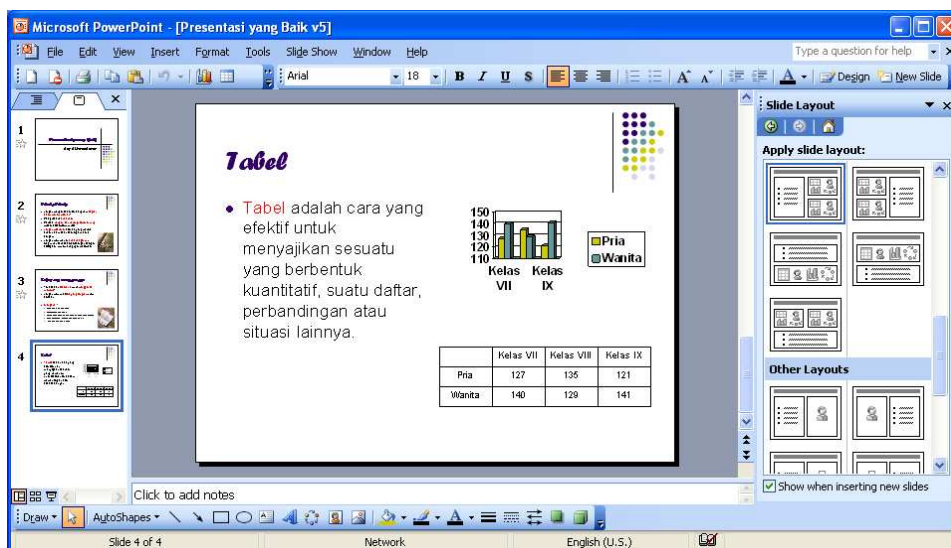 Microsoft PowerPoint - [Presentasi yang Baik v5]
File Edit View Insert Format Tools Slide Show Window Help
Type a question for help
Arial 18 B I U S A A A Design New Slide
Slide Layout
Apply slide layout:
1
2
3
4
Tabel
• Tabel adalah cara yang
efektif untuk
menyajikan sesuatu
yang berbentuk
kuantitatif, suatu daftar,
perbandingan atau
situasi lainnya.
150
140
130
120
110
Kelas VII Kelas IX
Pria
Wanita
Kelas VII Kelas VIII Kelas IX
Pria 127 135 121
Wanita 140 129 141
Other Layouts
Show when inserting new slides
Click to add notes
Draw AutoShapes A
Slide 4 of 4 Network English (U.S.)